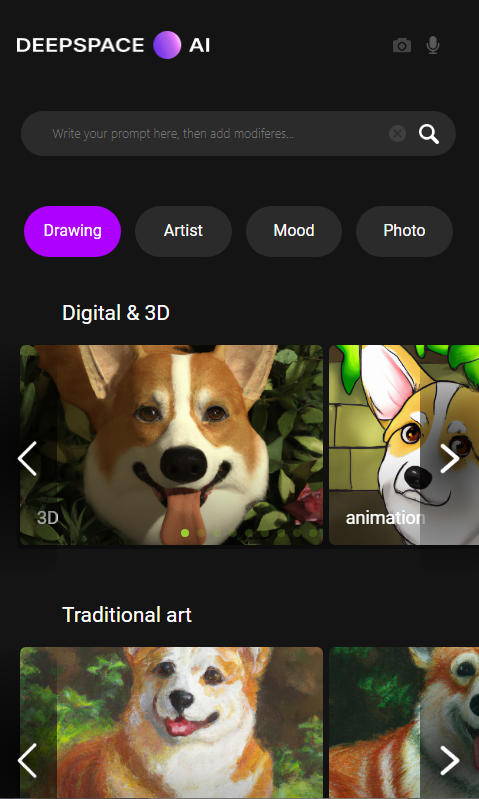 DEEPSPACE AI
Write your prompt here, then add modiferes...
Drawing
Artist
Mood
Photo
Digital & 3D
3D
animation
Traditional art